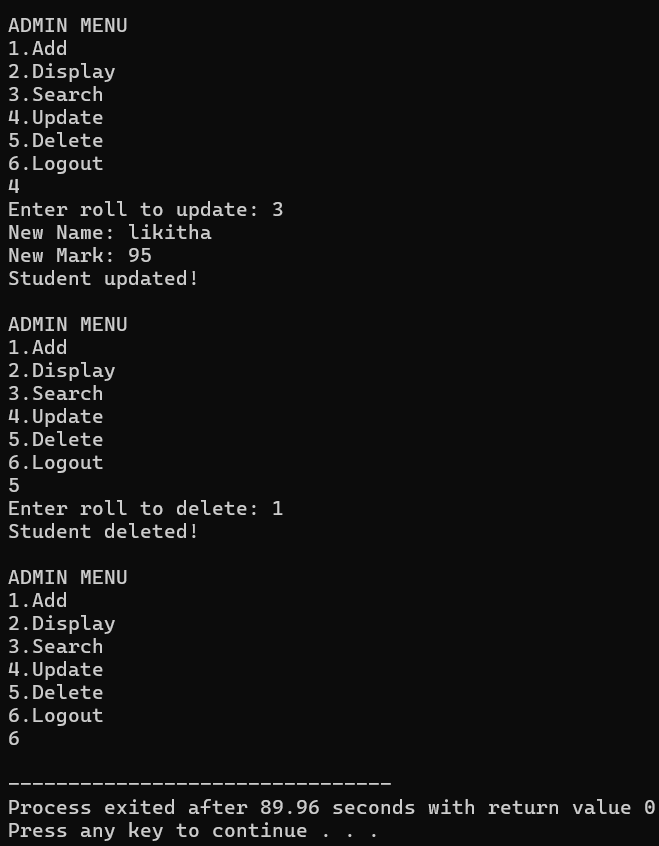 ADMIN MENU
1.Add
2.Display
3.Search
4.Update
5.Delete
6.Logout
4
Enter roll to update: 3
New Name: likitha
New Mark: 95
Student updated!
ADMIN MENU
1.Add
2.Display
3.Search
4.Update
5.Delete
6.Logout
5
Enter roll to delete: 1
Student deleted!
ADMIN MENU
1.Add
2.Display
3.Search
4.Update
5.Delete
6.Logout
6
--------------------------------
Process exited after 89.96 seconds with return value 0
Press any key to continue . . .